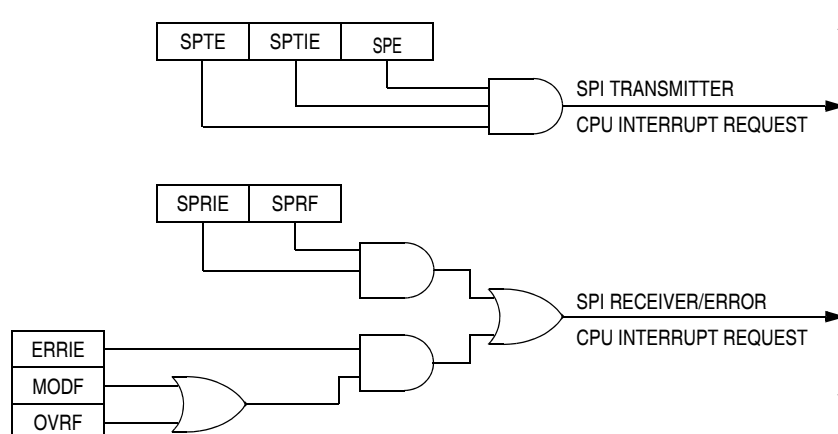 SPTE SPTIE SPE
SPI TRANSMITTER
CPU INTERRUPT REQUEST
SPRIE SPRF
SPI RECEIVER/ERROR
CPU INTERRUPT REQUEST
ERRIE
MODF
OVRF